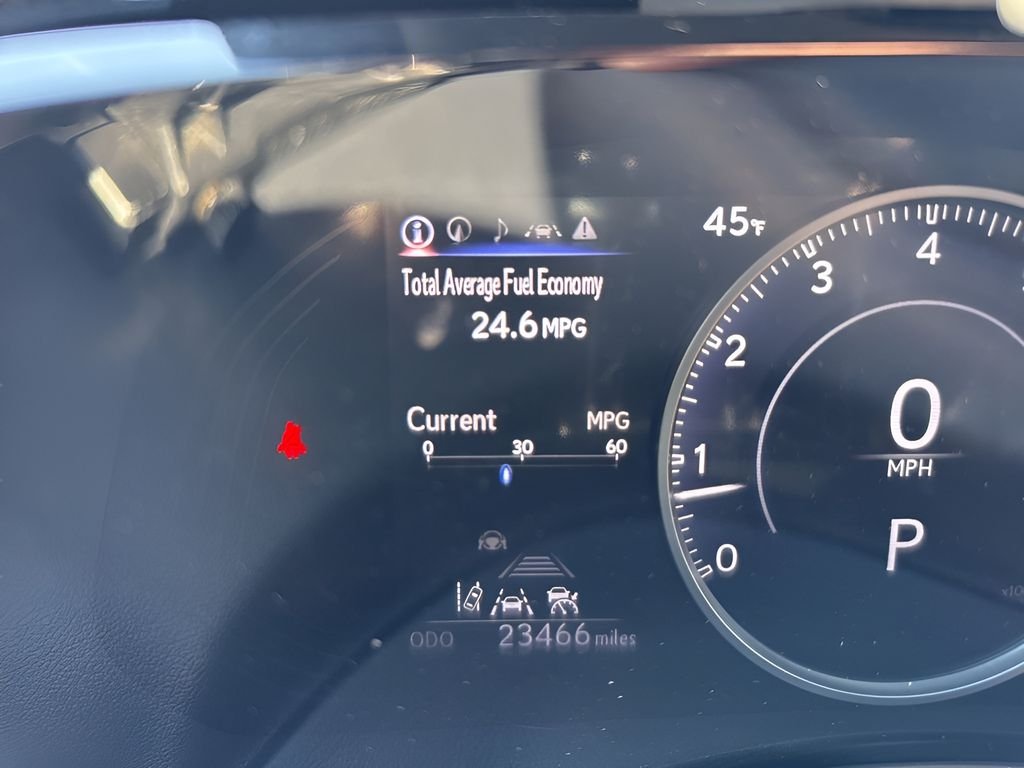 45°F
Total Average Fuel Economy
24.6 MPG
Current MPG
0 30 60
ODO 23466 miles
4
3
2
1
0
0
MPH
P